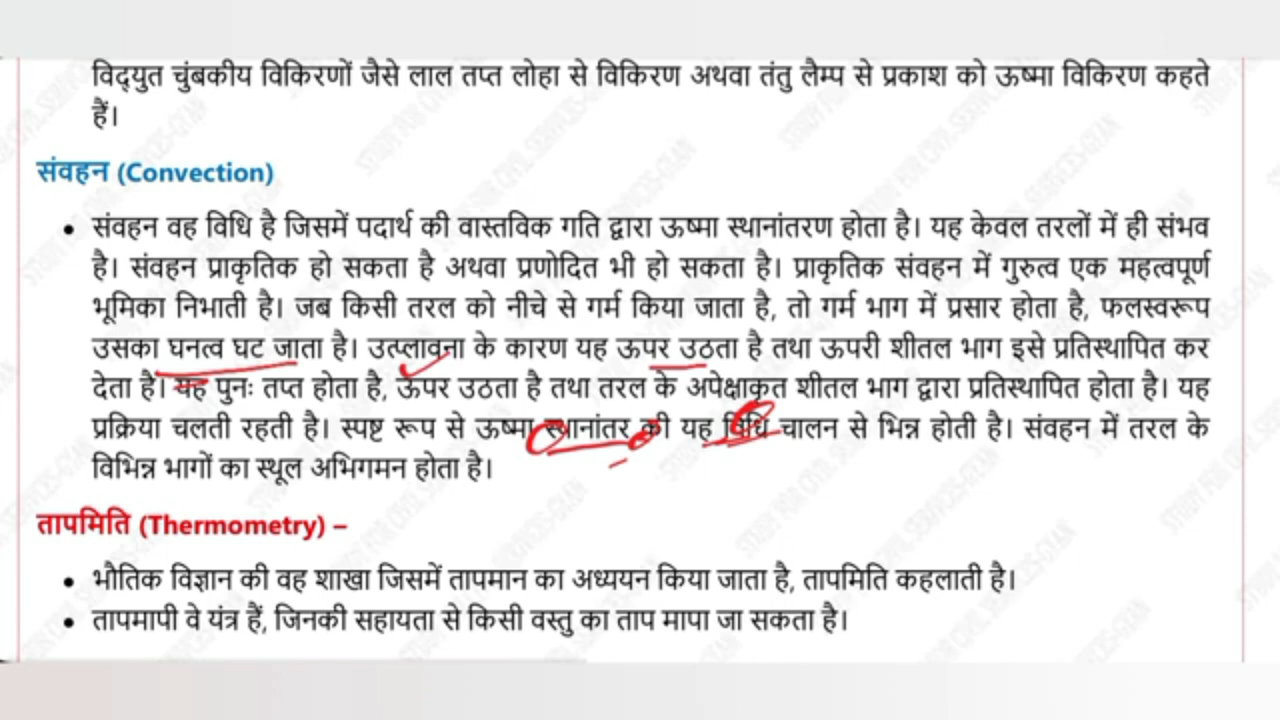 विद्युत चुंबकीय विकिरणों जैसे लाल तप्त लोहा से विकिरण अथवा तंतु लैम्प से प्रकाश को ऊष्मा विकिरण कहते
हैं।
संवहन (Convection)
• संवहन वह विधि है जिसमें पदार्थ की वास्तविक गति द्वारा ऊष्मा स्थानांतरण होता है। यह केवल तरलों में ही संभव
है। संवहन प्राकृतिक हो सकता है अथवा प्रणोदित भी हो सकता है। प्राकृतिक संवहन में गुरुत्व एक महत्वपूर्ण
भूमिका निभाती है। जब किसी तरल को नीचे से गर्म किया जाता है, तो गर्म भाग में प्रसार होता है, फलस्वरूप
उसका घनत्व घट जाता है। उत्प्लावना के कारण यह ऊपर उठता है तथा ऊपरी शीतल भाग इसे प्रतिस्थापित कर
देता है। यह पुनः तप्त होता है, ऊपर उठता है तथा तरल के अपेक्षाकृत शीतल भाग द्वारा प्रतिस्थापित होता है। यह
प्रक्रिया चलती रहती है। स्पष्ट रूप से ऊष्मा स्थानांतर की यह विधि चालन से भिन्न होती है। संवहन में तरल के
विभिन्न भागों का स्थूल अभिगमन होता है।
तापमिति (Thermometry) –
• भौतिक विज्ञान की वह शाखा जिसमें तापमान का अध्ययन किया जाता है, तापमिति कहलाती है।
• तापमापी वे यंत्र हैं, जिनकी सहायता से किसी वस्तु का ताप मापा जा सकता है।